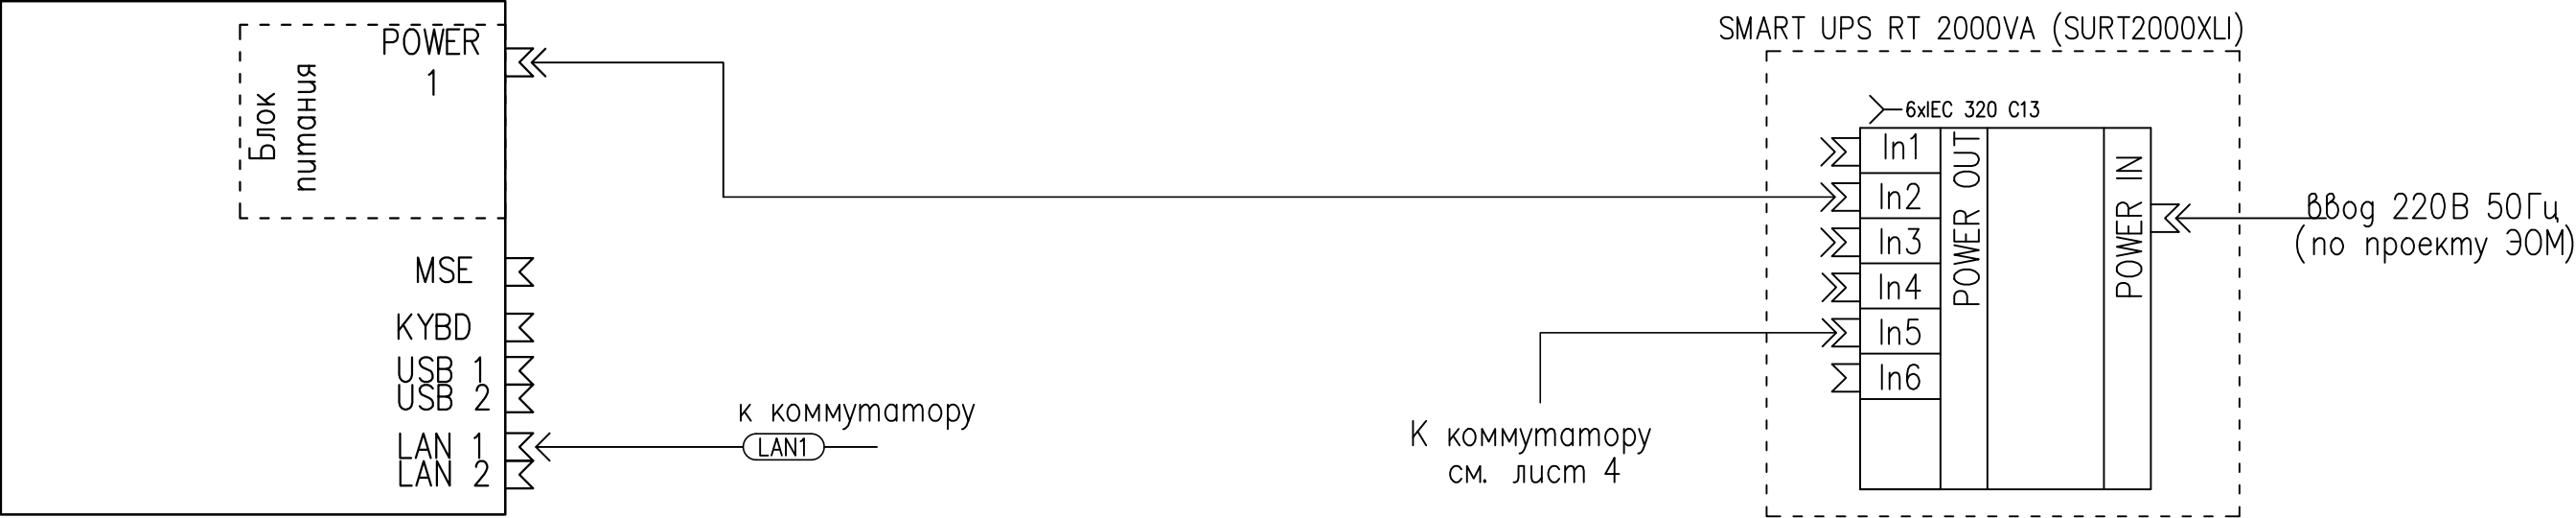 POWER
1
Блок
питания
MSE
KYBD
USB 1
USB 2
LAN 1
LAN 2
к коммутатору
LAN1
SMART UPS RT 2000VA (SURT2000XLI)
6xIEC 320 C13
In1
In2
In3
In4
In5
In6
POWER OUT
POWER IN
К коммутатору
см. лист 4
ввод 220В 50Гц
(по проекту ЭОМ)